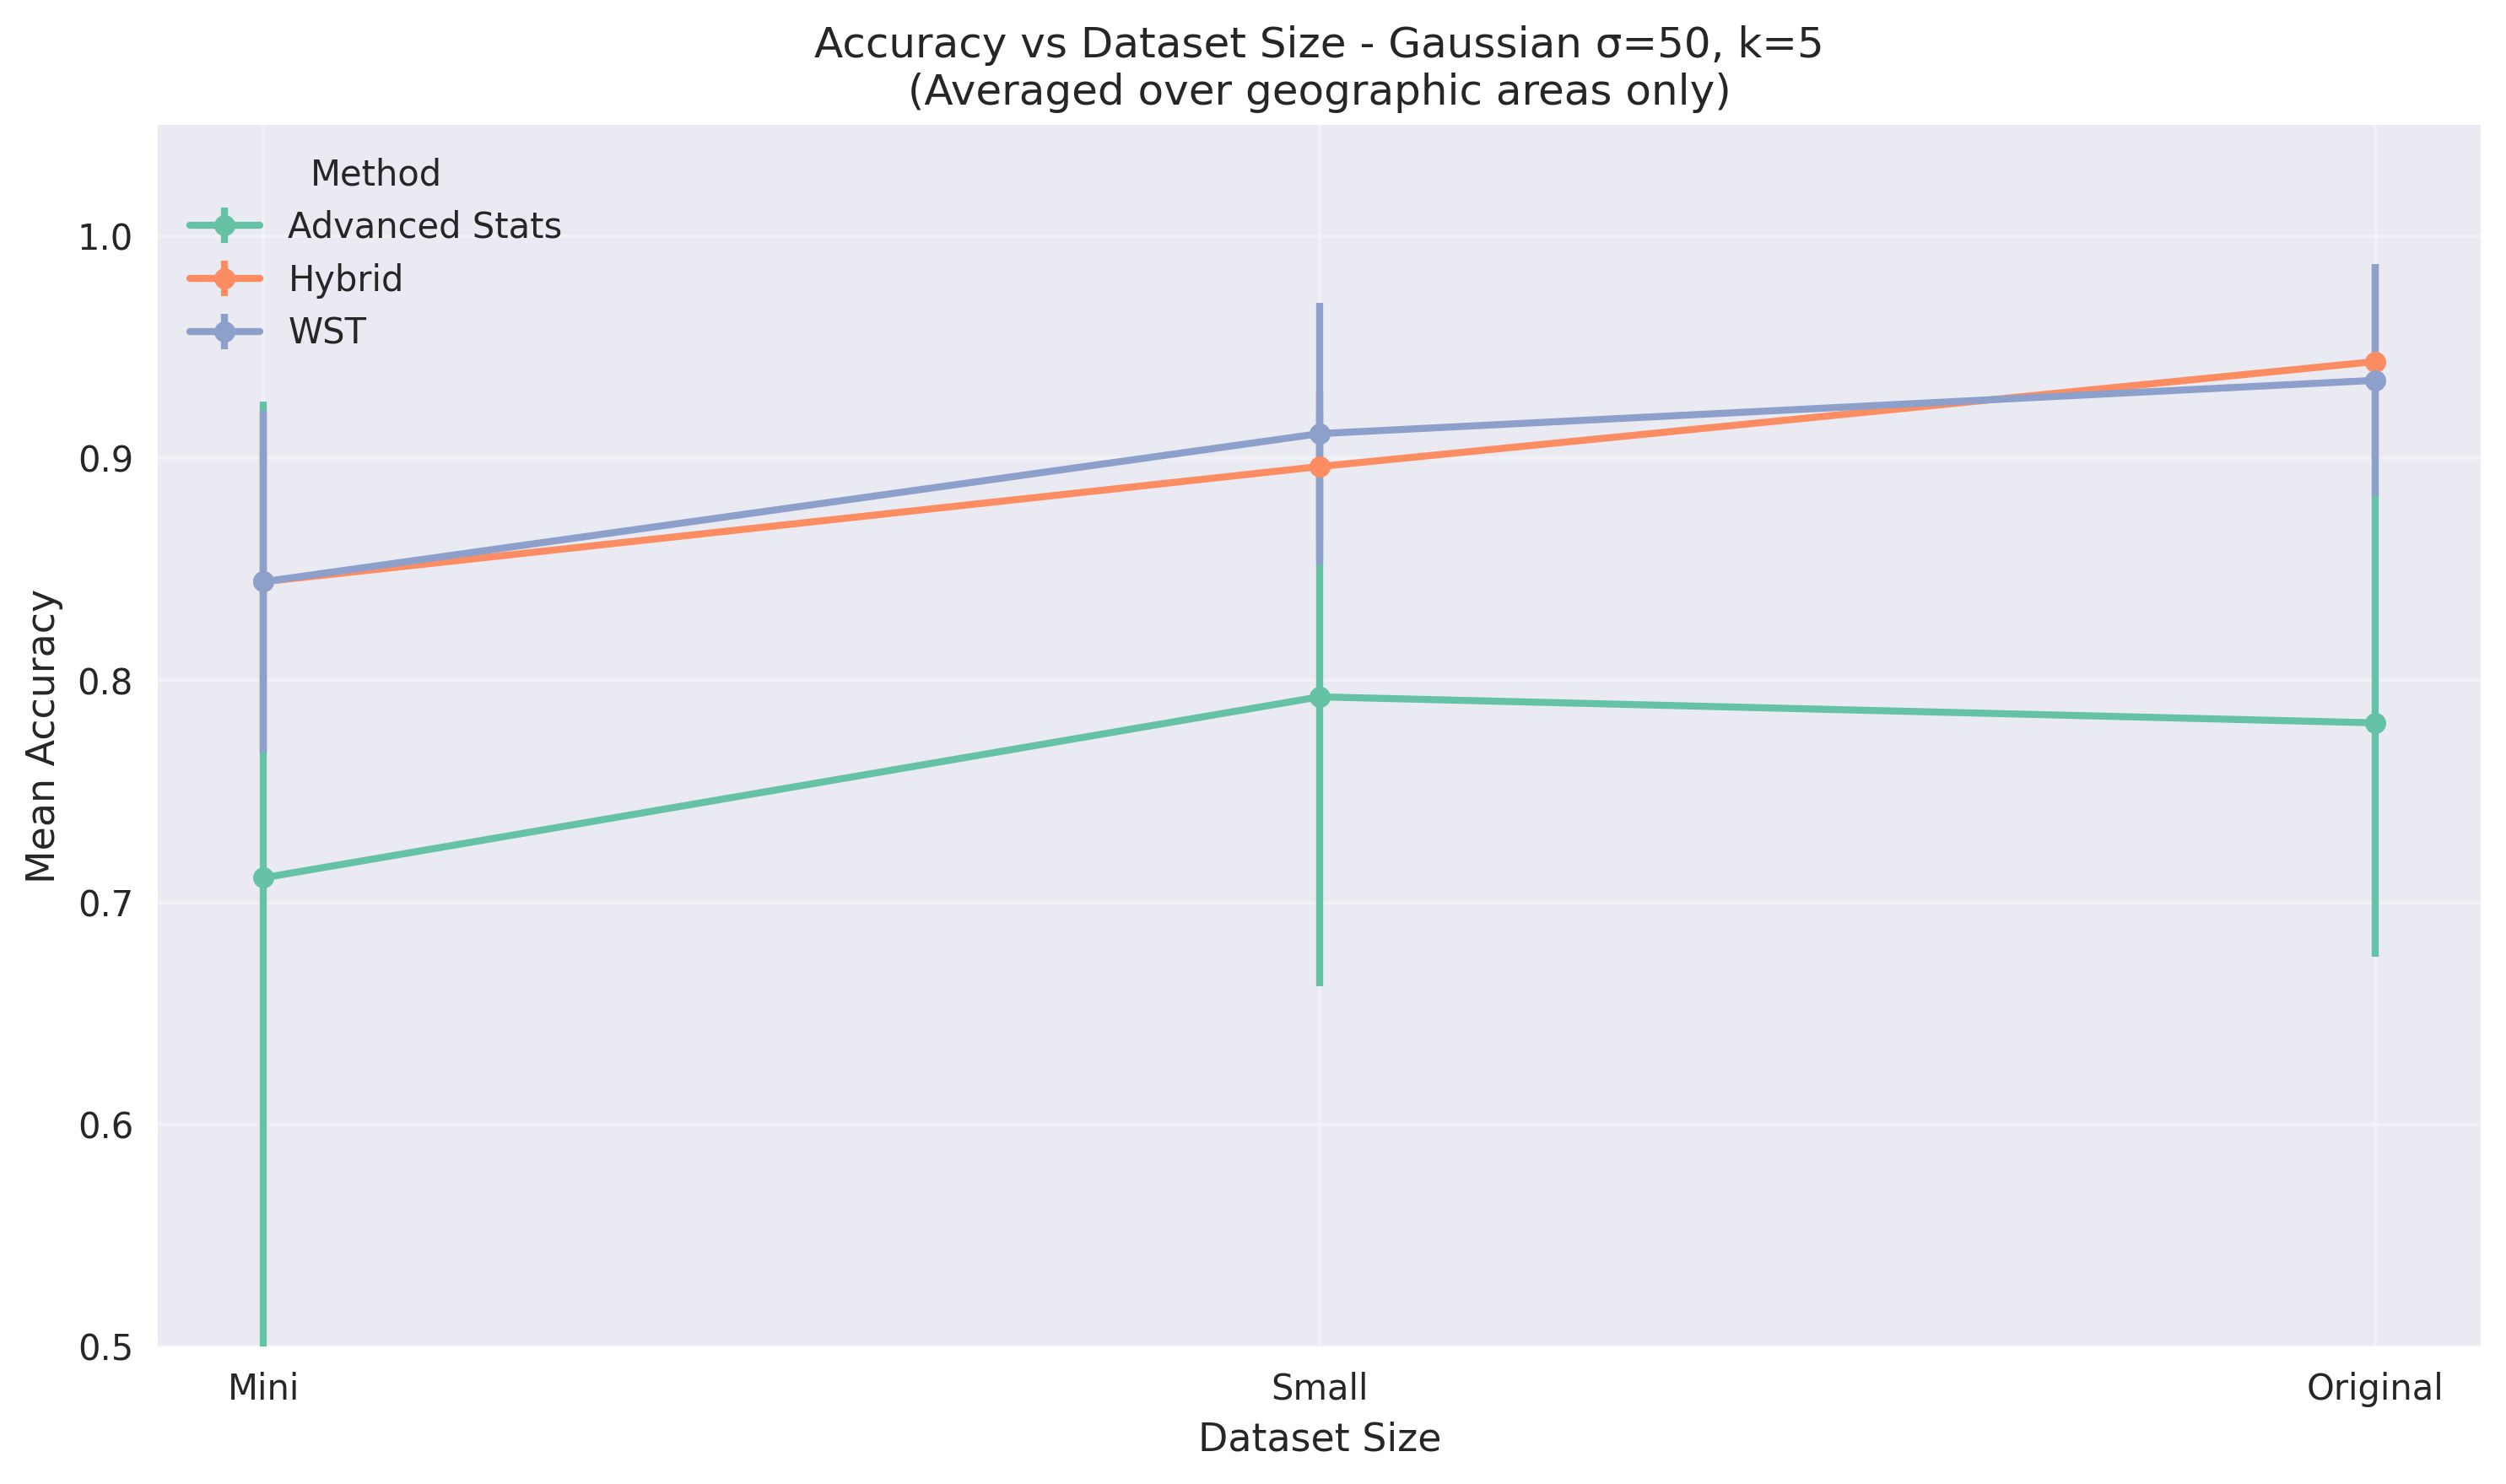 Accuracy vs Dataset Size - Gaussian σ=50, k=5
(Averaged over geographic areas only)
Method
Advanced Stats
Hybrid
WST
1.0
0.9
0.8
0.7
0.6
0.5
Mean Accuracy
Mini
Small
Original
Dataset Size